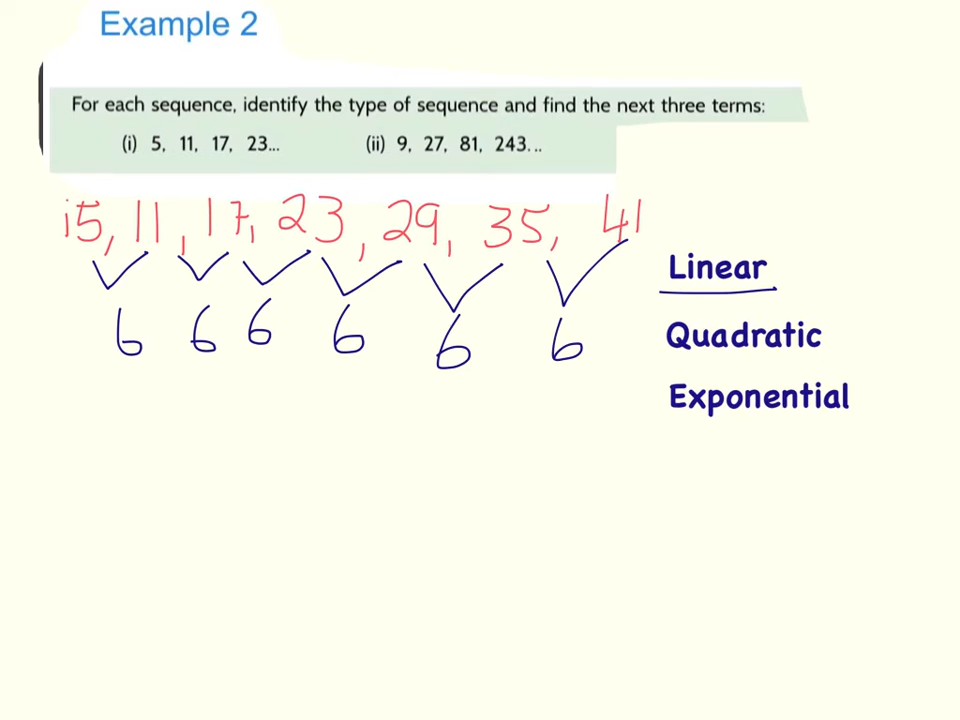 Example 2
For each sequence, identify the type of sequence and find the next three terms:
(i) 5, 11, 17, 23... (ii) 9, 27, 81, 243...
i5, 11, 17, 23, 29, 35, 41
6 6 6 6 6 6
Linear
Quadratic
Exponential